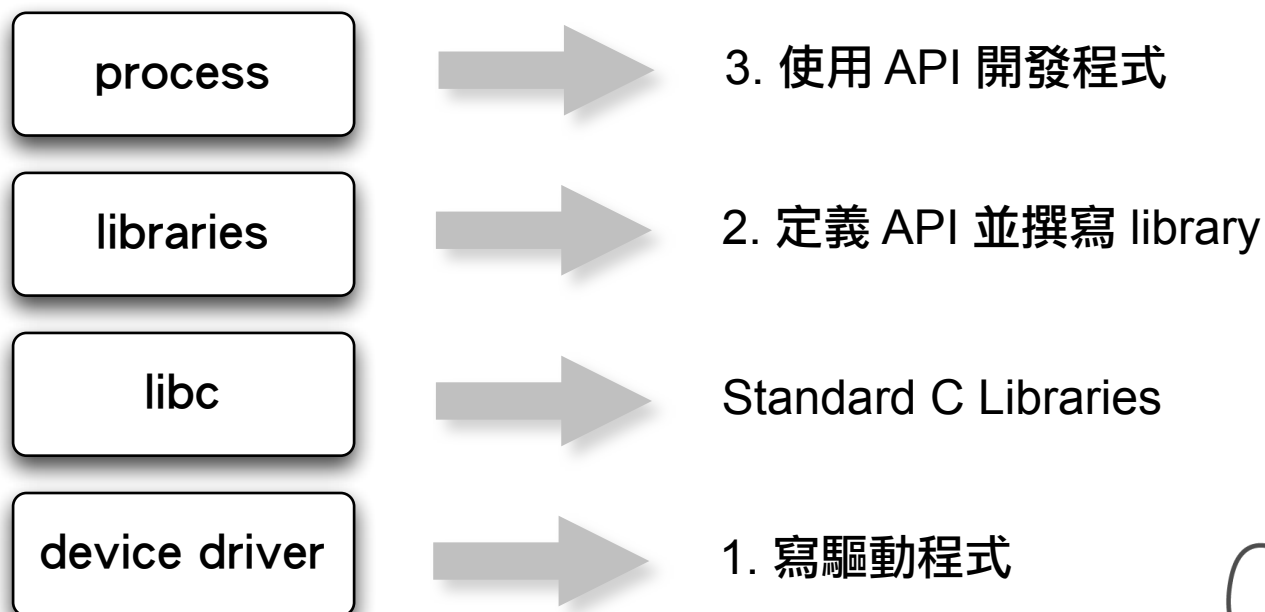 process
3. 使用 API 開發程式
libraries
2. 定義 API 並撰寫 library
libc
Standard C Libraries
device driver
1. 寫驅動程式